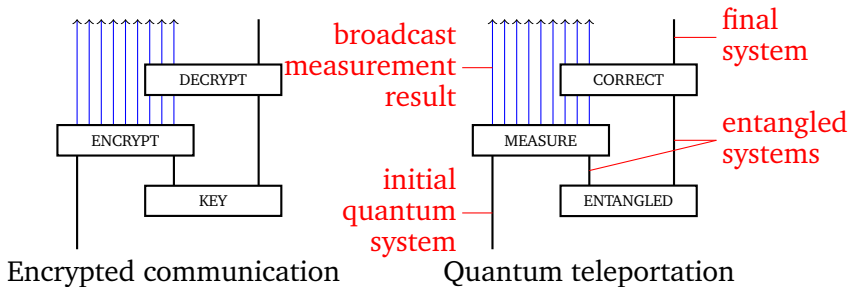 DECRYPT
ENCRYPT
KEY
Encrypted communication
broadcast
measurement
result
final
system
CORRECT
MEASURE
entangled
systems
initial
quantum
system
ENTANGLED
Quantum teleportation